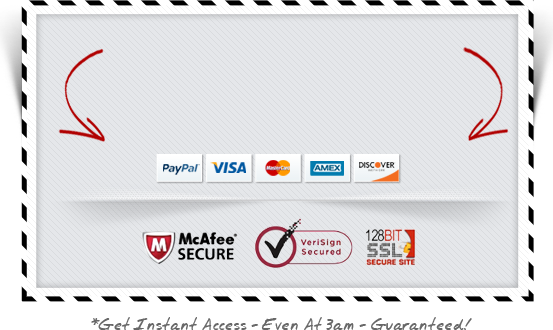 PayPal VISA MasterCard AMEX DISCOVER
McAfee® SECURE
VeriSign Secured
128BIT SSL SECURE SITE
*Get Instant Access - Even At 3am - Guaranteed!